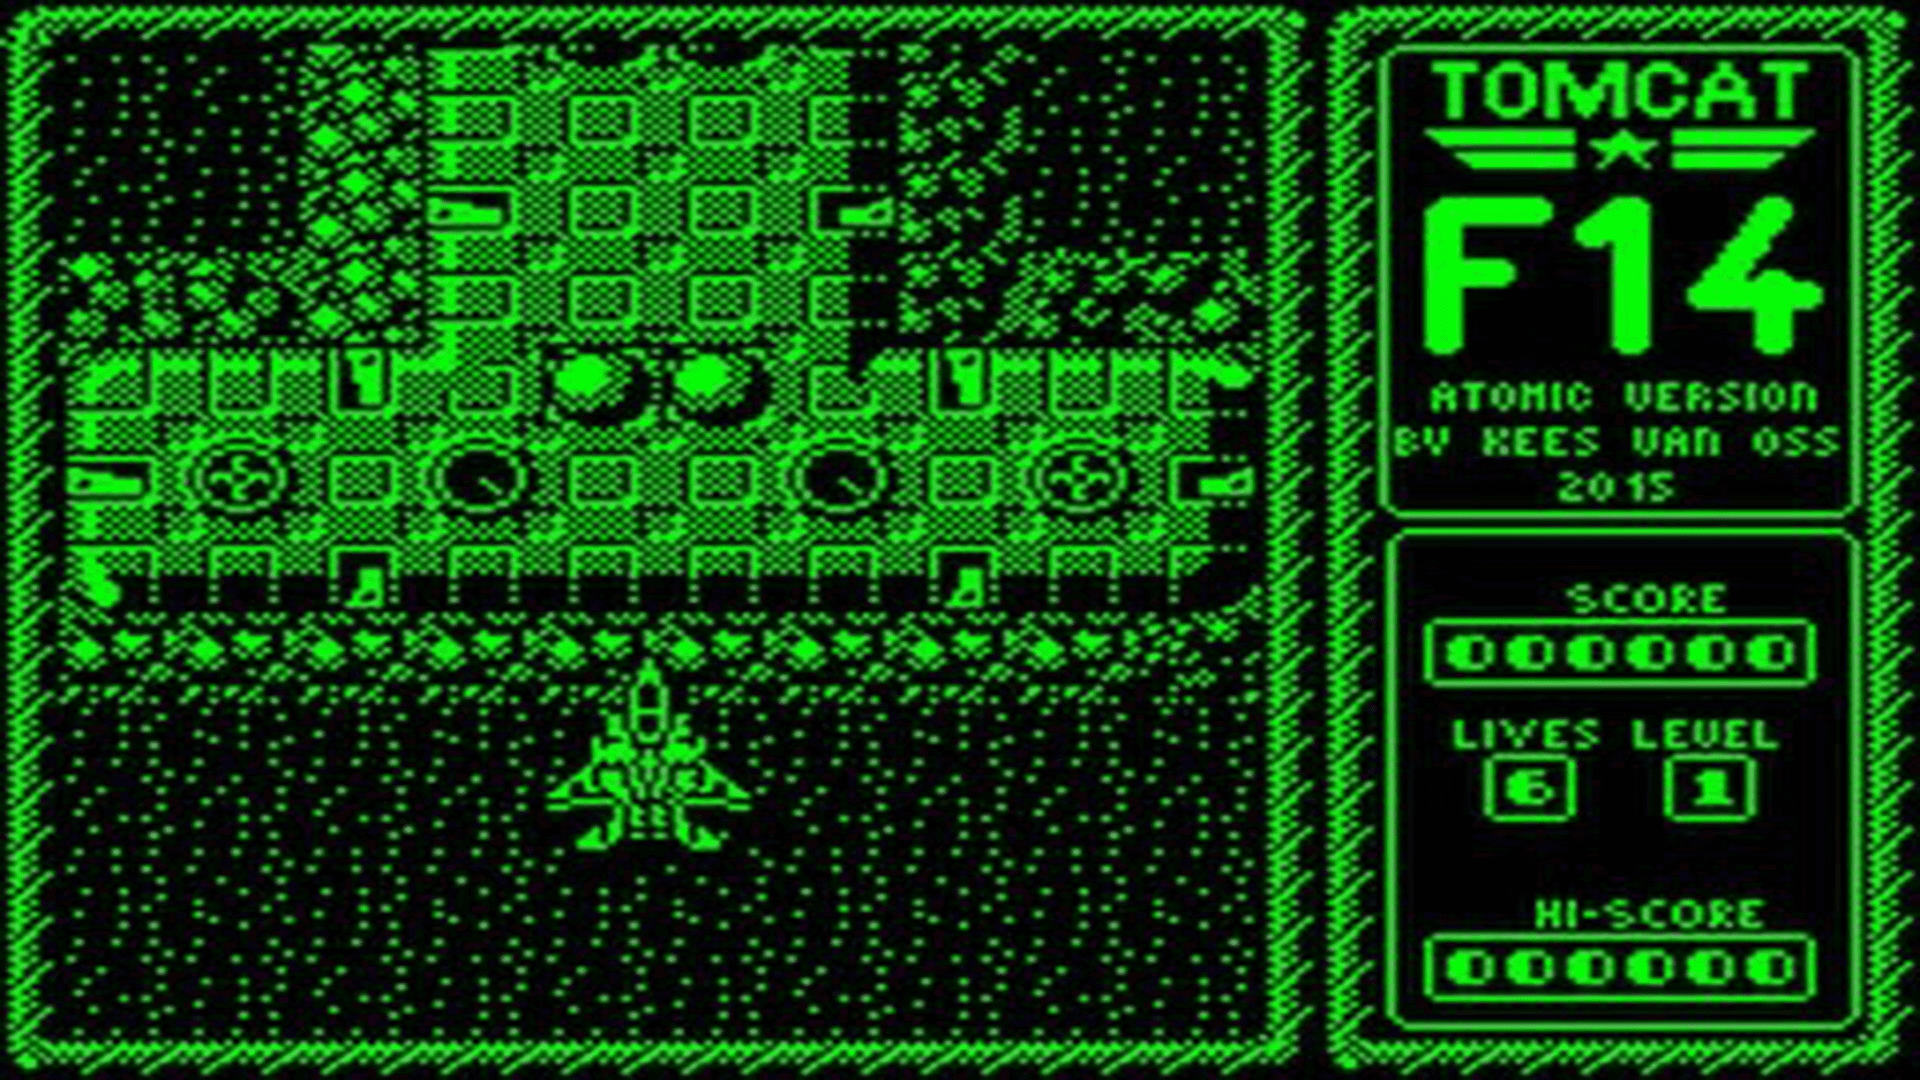 TOMCAT
F14
ATOMIC VERSION
BY KEES VAN OSS
2015
SCORE
000000
LIVES LEVEL
6 1
HI-SCORE
000000